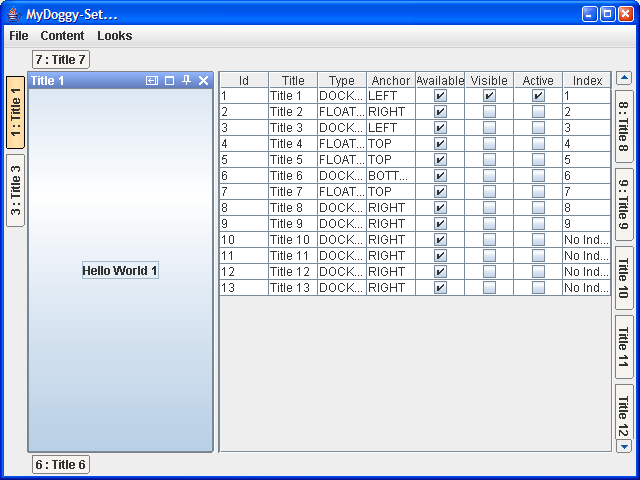 MyDoggy-Set...
File Content Looks
7 : Title 7
1 : Title 1
3 : Title 3
Title 1
Hello World 1
Id Title Type Anchor Available Visible Active Index
1 Title 1 DOCK... LEFT 1
2 Title 2 FLOAT... RIGHT 2
3 Title 3 DOCK... LEFT 3
4 Title 4 FLOAT... TOP 4
5 Title 5 FLOAT... TOP 5
6 Title 6 DOCK... BOTT... 6
7 Title 7 FLOAT... TOP 7
8 Title 8 DOCK... RIGHT 8
9 Title 9 DOCK... RIGHT 9
10 Title 10 DOCK... RIGHT No Ind...
11 Title 11 DOCK... RIGHT No Ind...
12 Title 12 DOCK... RIGHT No Ind...
13 Title 13 DOCK... RIGHT No Ind...
8 : Title 8
9 : Title 9
Title 10
Title 11
Title 12
6 : Title 6